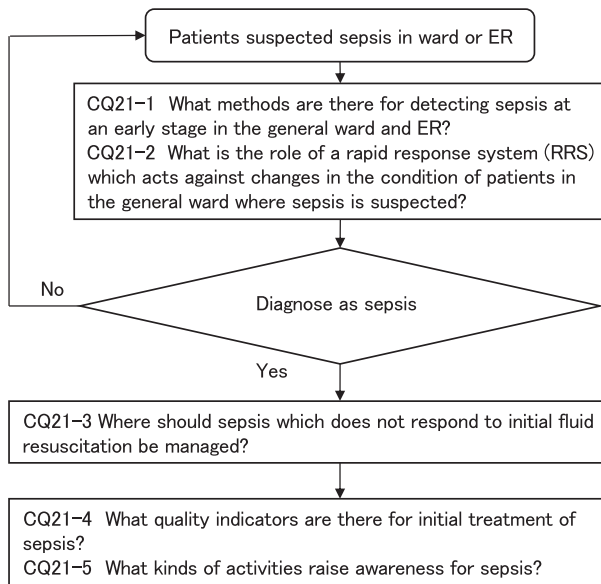 Patients suspected sepsis in ward or ER
CQ21-1 What methods are there for detecting sepsis at
an early stage in the general ward and ER?
CQ21-2 What is the role of a rapid response system (RRS)
which acts against changes in the condition of patients in
the general ward where sepsis is suspected?
No
Diagnose as sepsis
Yes
CQ21-3 Where should sepsis which does not respond to initial fluid
resuscitation be managed?
CQ21-4 What quality indicators are there for initial treatment of
sepsis?
CQ21-5 What kinds of activities raise awareness for sepsis?